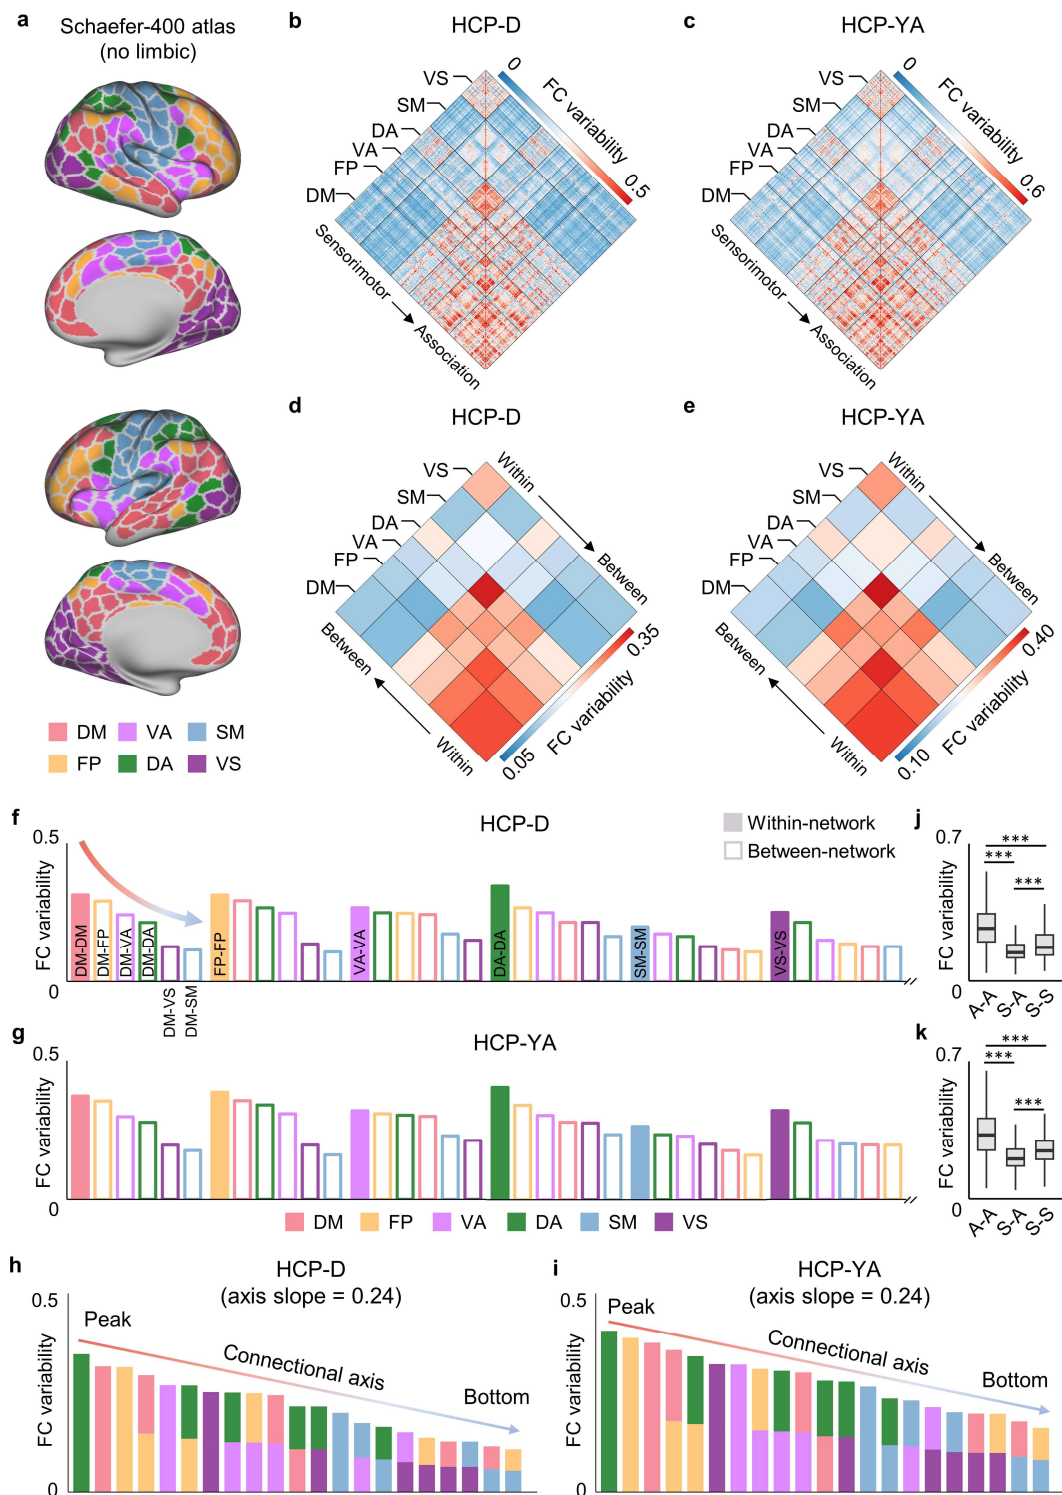 a
Schaefer-400 atlas
(no limbic)
DM
VA
SM
FP
DA
VS
b
HCP-D
VS
SM
DA
VA
FP
DM
0
FC variability
0.5
Sensorimotor
Association
c
HCP-YA
VS
SM
DA
VA
FP
DM
0
FC variability
0.6
Sensorimotor
Association
d
HCP-D
VS
SM
DA
VA
FP
DM
Within
Between
Between
Within
0.05
FC variability
0.35
e
HCP-YA
VS
SM
DA
VA
FP
DM
Within
Between
Between
Within
0.10
FC variability
0.40
f
HCP-D
0.5
FC variability
0
Within-network
Between-network
DM-DM
DM-FP
DM-VA
DM-DA
DM-VS
DM-SM
FP-FP
VA-VA
DA-DA
SM-SM
VS-VS
j
0.7
FC variability
0
***
***
***
A-A
S-A
S-S
g
HCP-YA
0.5
FC variability
0
DM
FP
VA
DA
SM
VS
k
0.7
FC variability
0
***
***
***
A-A
S-A
S-S
h
HCP-D
(axis slope = 0.24)
0.5
FC variability
0
Peak
Connectional axis
Bottom
i
HCP-YA
(axis slope = 0.24)
0.5
FC variability
0
Peak
Connectional axis
Bottom